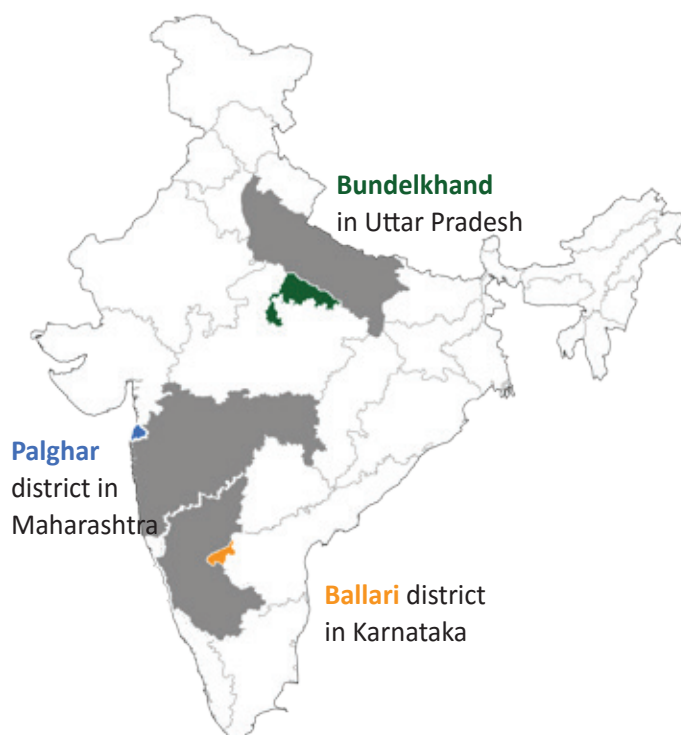 Bundelkhand
in Uttar Pradesh
Palghar
district in
Maharashtra
Ballari district
in Karnataka